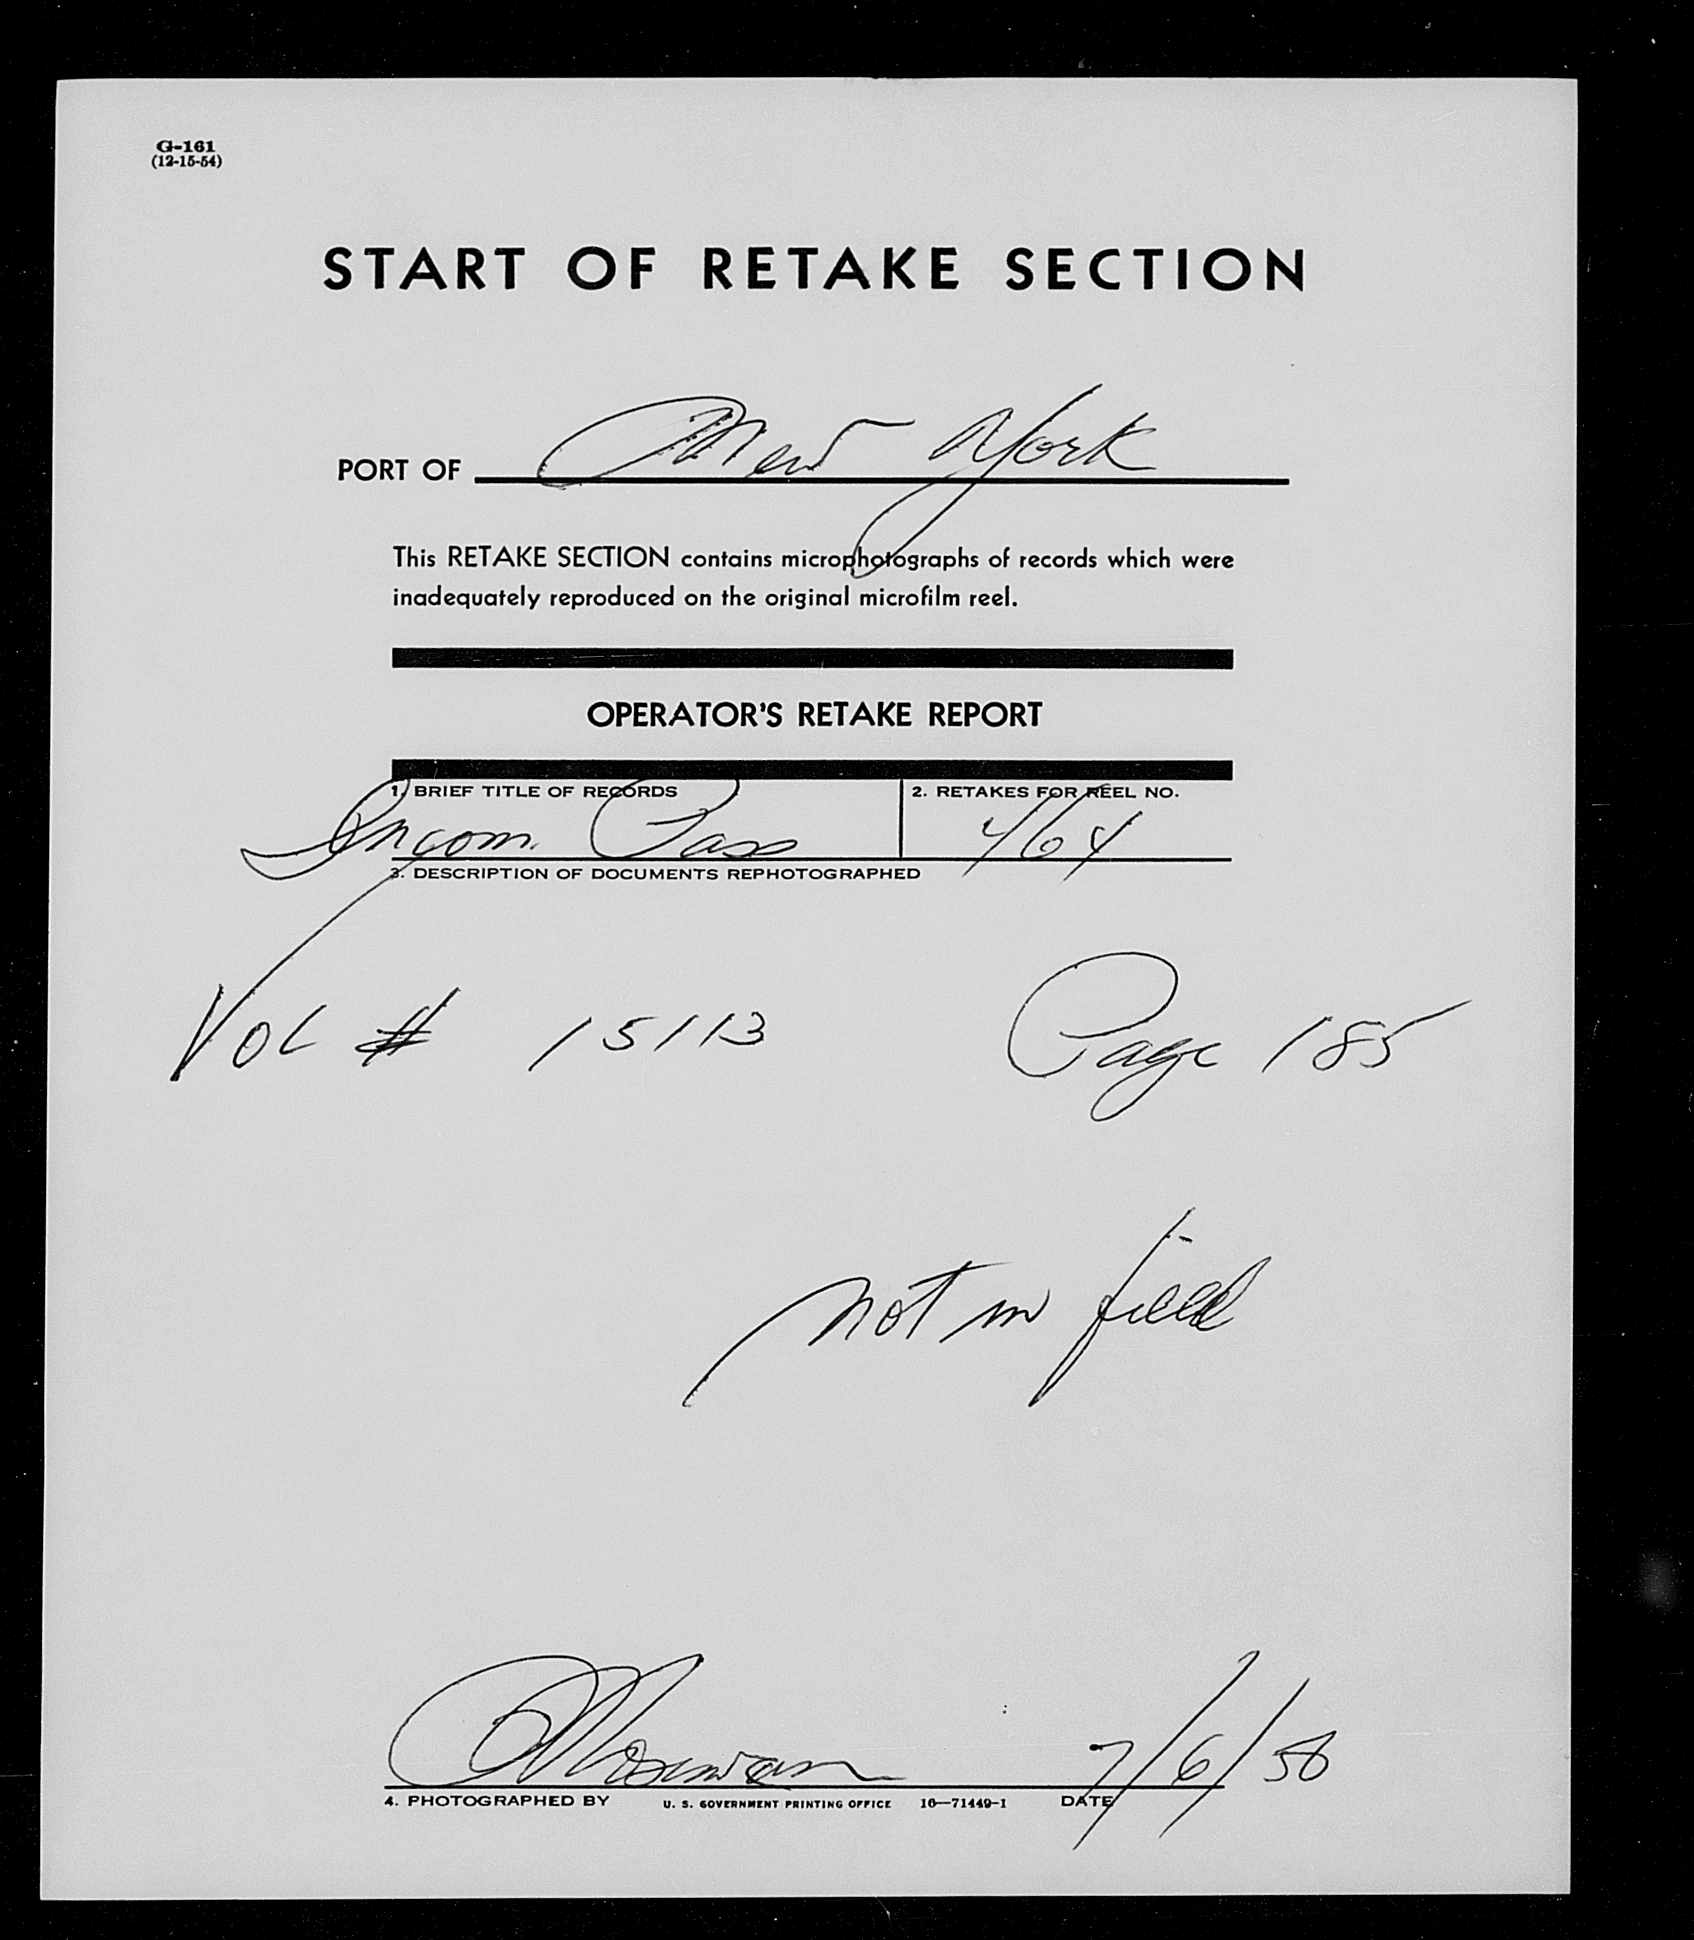 G-161
(12-15-54)
START OF RETAKE SECTION
PORT OF New York
This RETAKE SECTION contains microphotographs of records which were
inadequately reproduced on the original microfilm reel.
OPERATOR'S RETAKE REPORT
1. BRIEF TITLE OF RECORDS 2. RETAKES FOR REEL NO.
Incom. Pass 464
3. DESCRIPTION OF DOCUMENTS REPHOTOGRAPHED
Vol # 15113 Page 185
not in field
7/6/58
4. PHOTOGRAPHED BY U. S. GOVERNMENT PRINTING OFFICE 16—71449-1 DATE